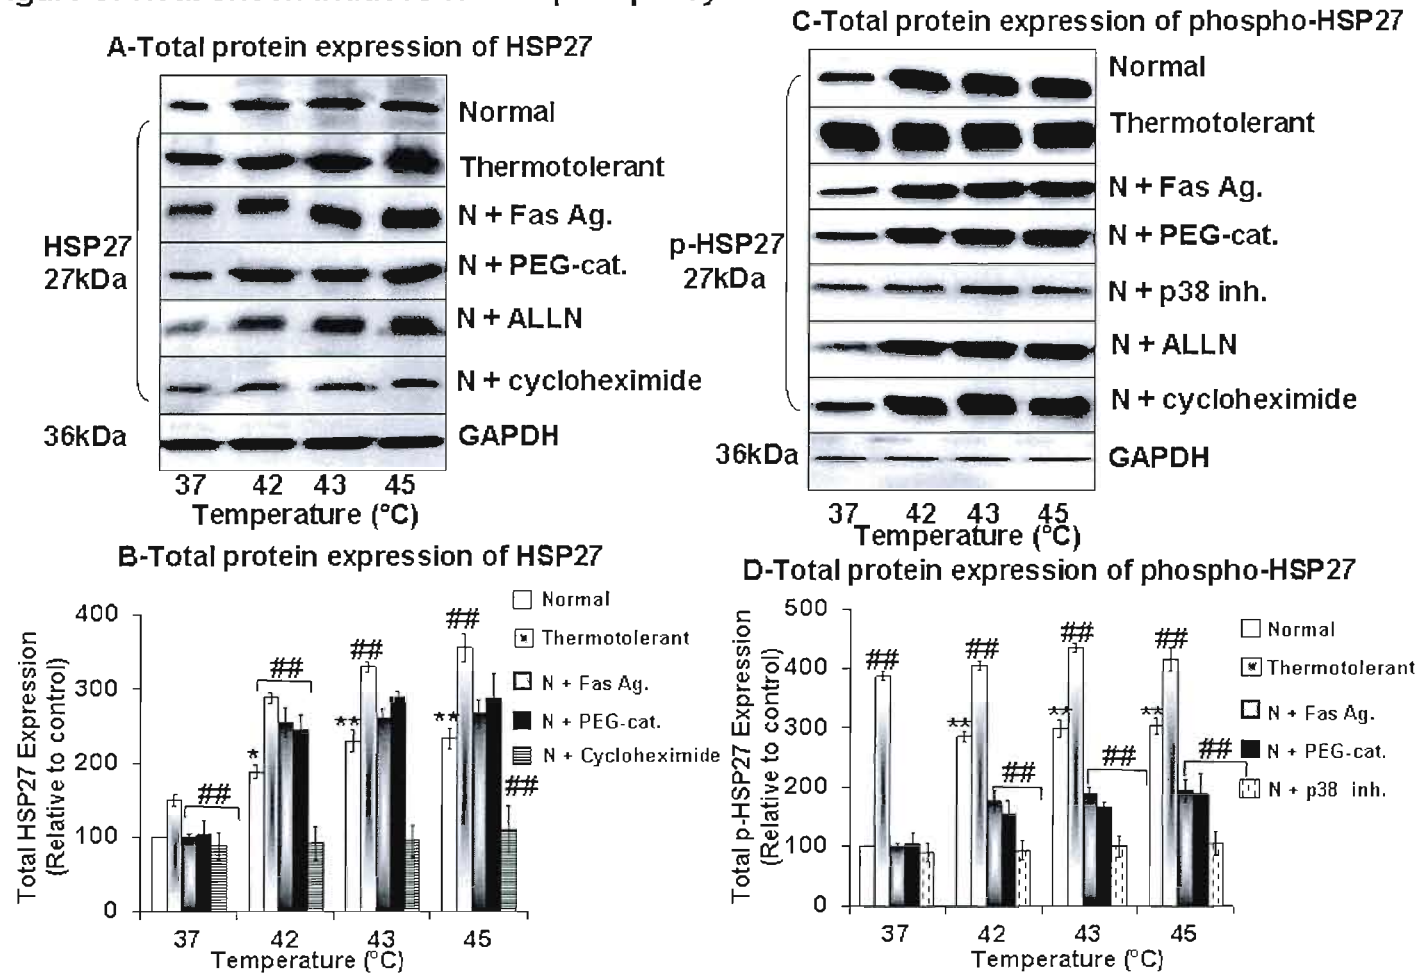 A-Total protein expression of HSP27
Normal
Thermotolerant
N + Fas Ag.
HSP27
27kDa
N + PEG-cat.
N + ALLN
N + cycloheximide
36kDa
GAPDH
37 42 43 45
Temperature (°C)
C-Total protein expression of phospho-HSP27
Normal
Thermotolerant
N + Fas Ag.
p-HSP27
27kDa
N + PEG-cat.
N + p38 inh.
N + ALLN
N + cycloheximide
36kDa
GAPDH
37 42 43 45
Temperature (°C)
B-Total protein expression of HSP27
Total HSP27 Expression
(Relative to control)
400
300
200
100
0
##
*
##
**
##
**
##
##
Normal
Thermotolerant
N + Fas Ag.
N + PEG-cat.
N + Cycloheximide
37 42 43 45
Temperature (°C)
D-Total protein expression of phospho-HSP27
Total p-HSP27 Expression
(Relative to control)
500
400
300
200
100
0
##
**
##
##
**
##
##
**
##
##
Normal
Thermotolerant
N + Fas Ag.
N + PEG-cat.
N + p38 inh.
37 42 43 45
Temperature (°C)